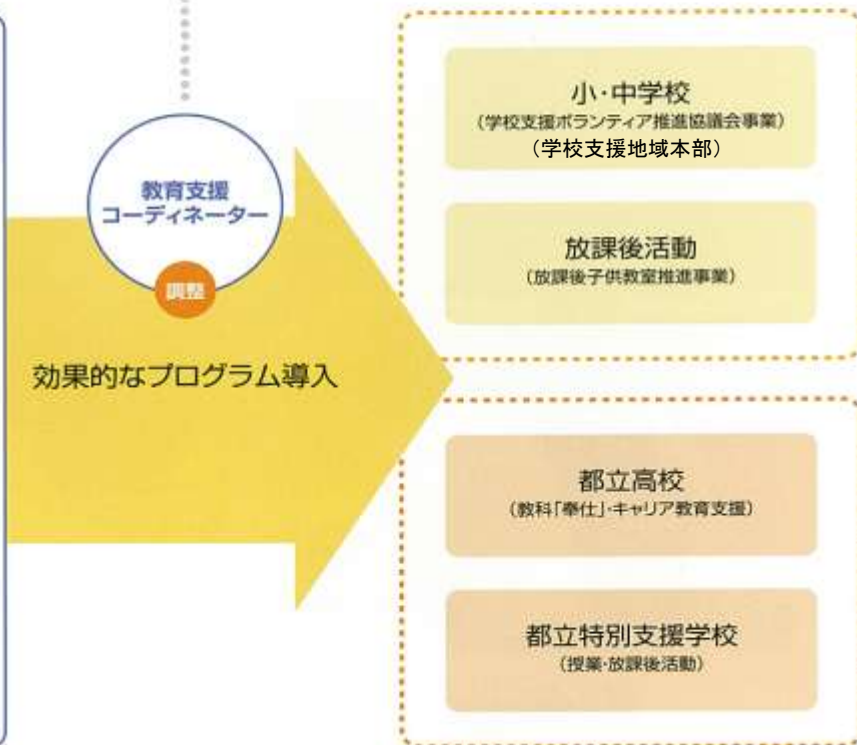 教育支援
コーディネーター
調整
効果的なプログラム導入
小・中学校
(学校支援ボランティア推進協議会事業)
(学校支援地域本部)
放課後活動
(放課後子供教室推進事業)
都立高校
(教科「奉仕」・キャリア教育支援)
都立特別支援学校
(授業・放課後活動)